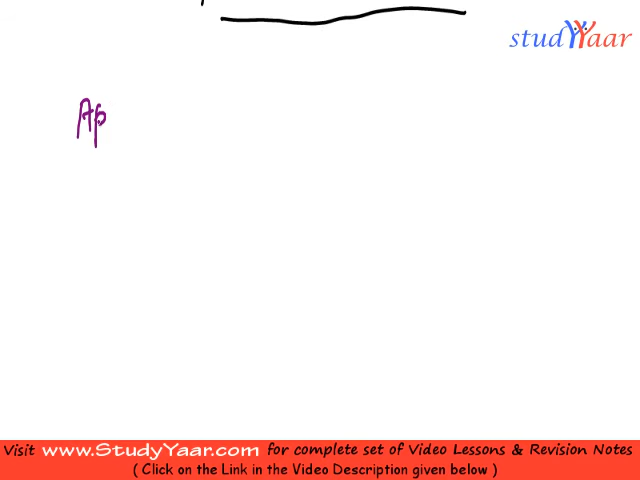 studYYaar
Ap
Visit www.StudyYaar.com for complete set of Video Lessons & Revision Notes
( Click on the Link in the Video Description given below )